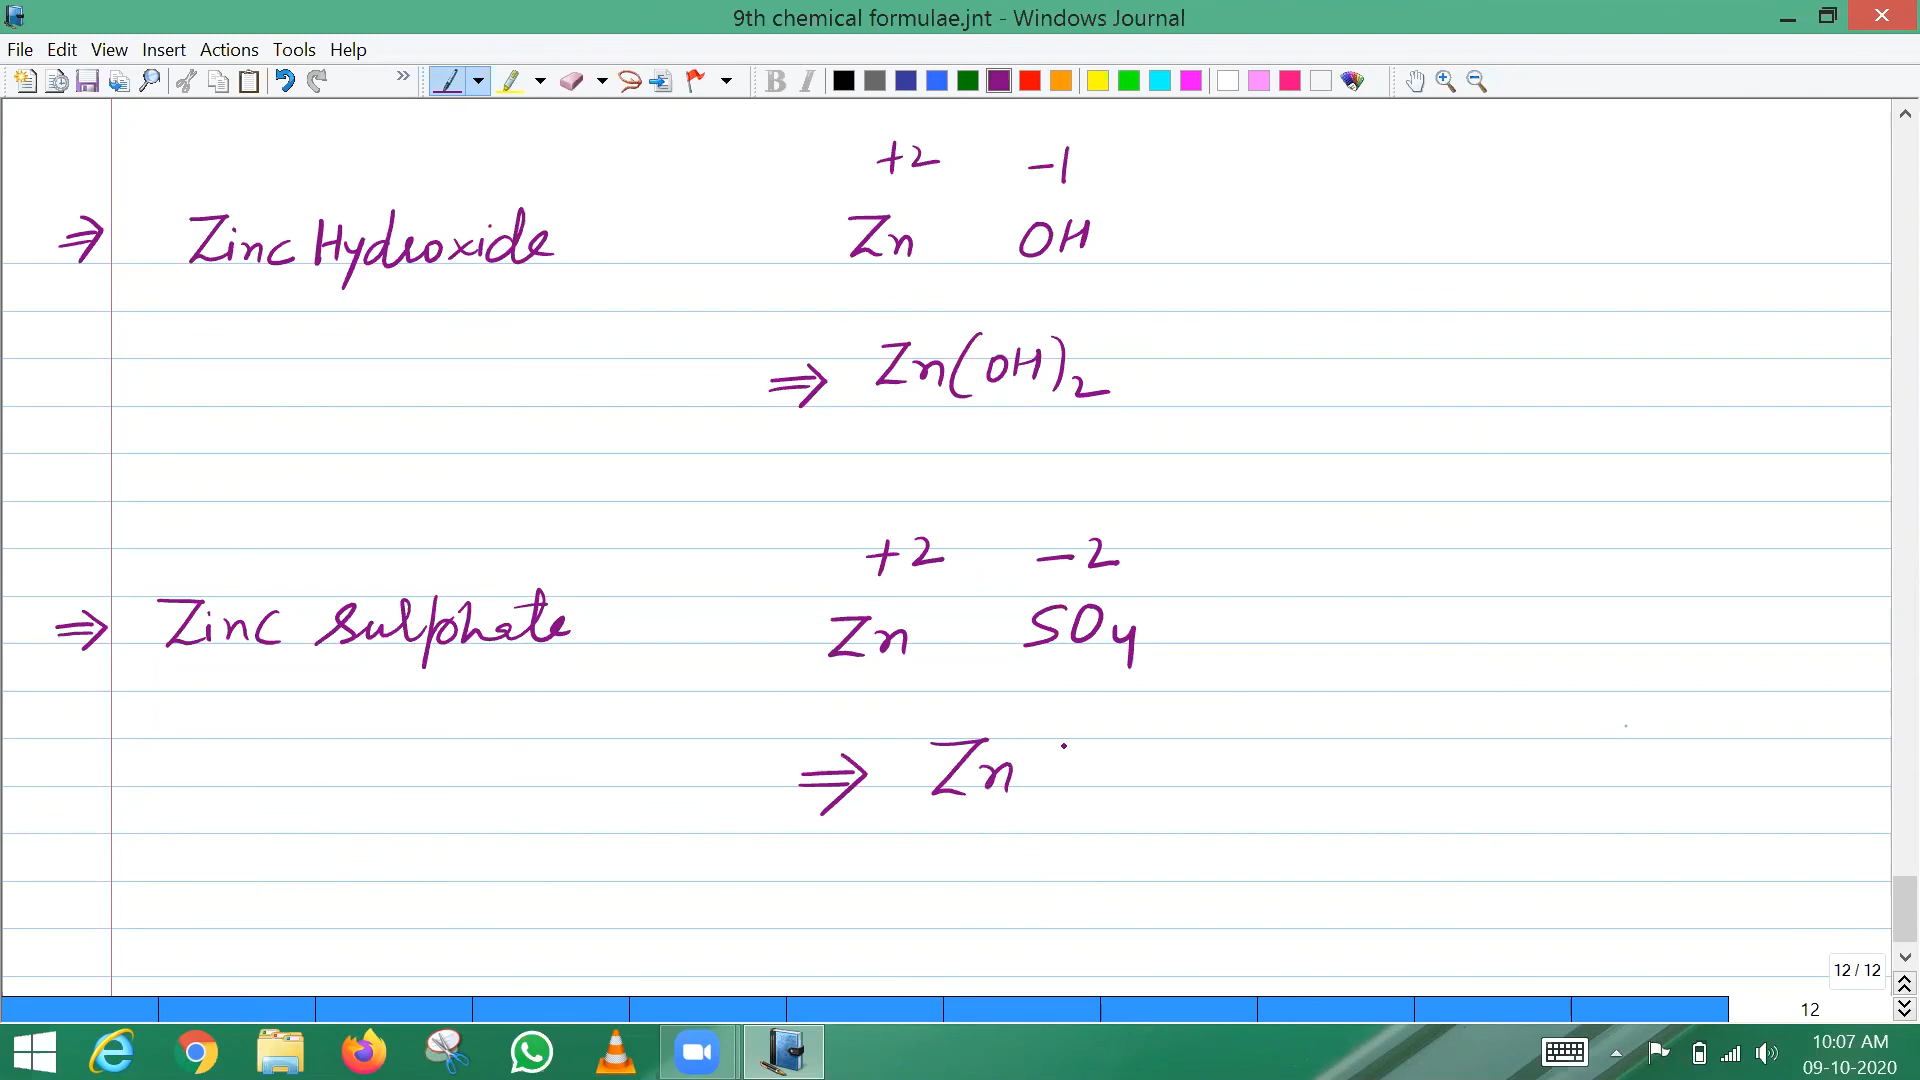 9th chemical formulae.jnt - Windows Journal
File Edit View Insert Actions Tools Help
B I
+2 -1
⇒ Zinc Hydroxide Zn OH
⇒ Zn(OH)₂
+2 -2
⇒ Zinc sulphate Zn SO₄
⇒ Zn
12 / 12
12
10:07 AM
09-10-2020